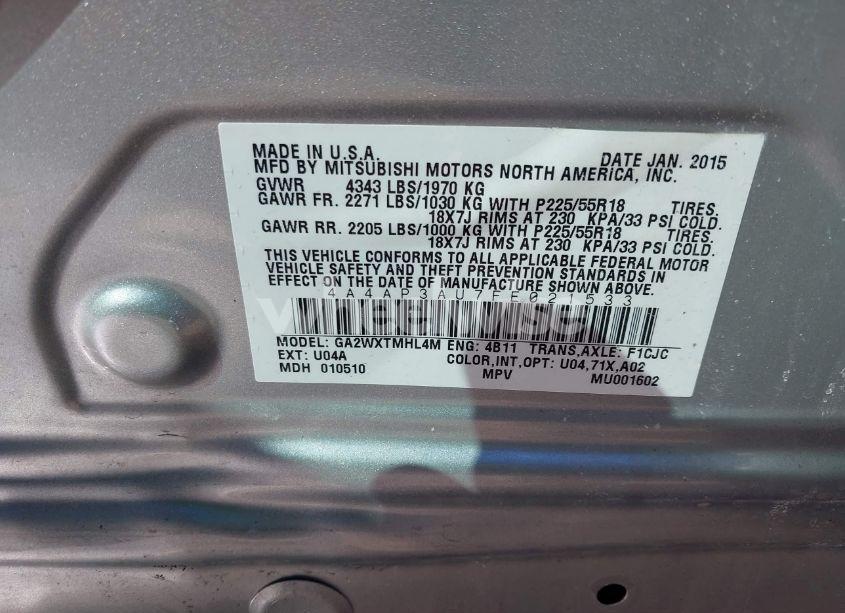 MADE IN U.S.A. DATE JAN. 2015
MFD BY MITSUBISHI MOTORS NORTH AMERICA, INC.
GVWR 4343 LBS/1970 KG
GAWR FR. 2271 LBS/1030 KG WITH P225/55R18 TIRES.
18X7J RIMS AT 230 KPA/33 PSI COLD.
GAWR RR. 2205 LBS/1000 KG WITH P225/55R18 TIRES.
18X7J RIMS AT 230 KPA/33 PSI COLD.
THIS VEHICLE CONFORMS TO ALL APPLICABLE FEDERAL MOTOR
VEHICLE SAFETY AND THEFT PREVENTION STANDARDS IN
EFFECT ON THE DATE OF MANUFACTURE SHOWN ABOVE.
MODEL: GA2WXTMHL4M ENG: 4B11 TRANS,AXLE: F1CJC
EXT: U04A COLOR,INT,OPT: U04,71X,A02
MDH 010510 MPV MU001602